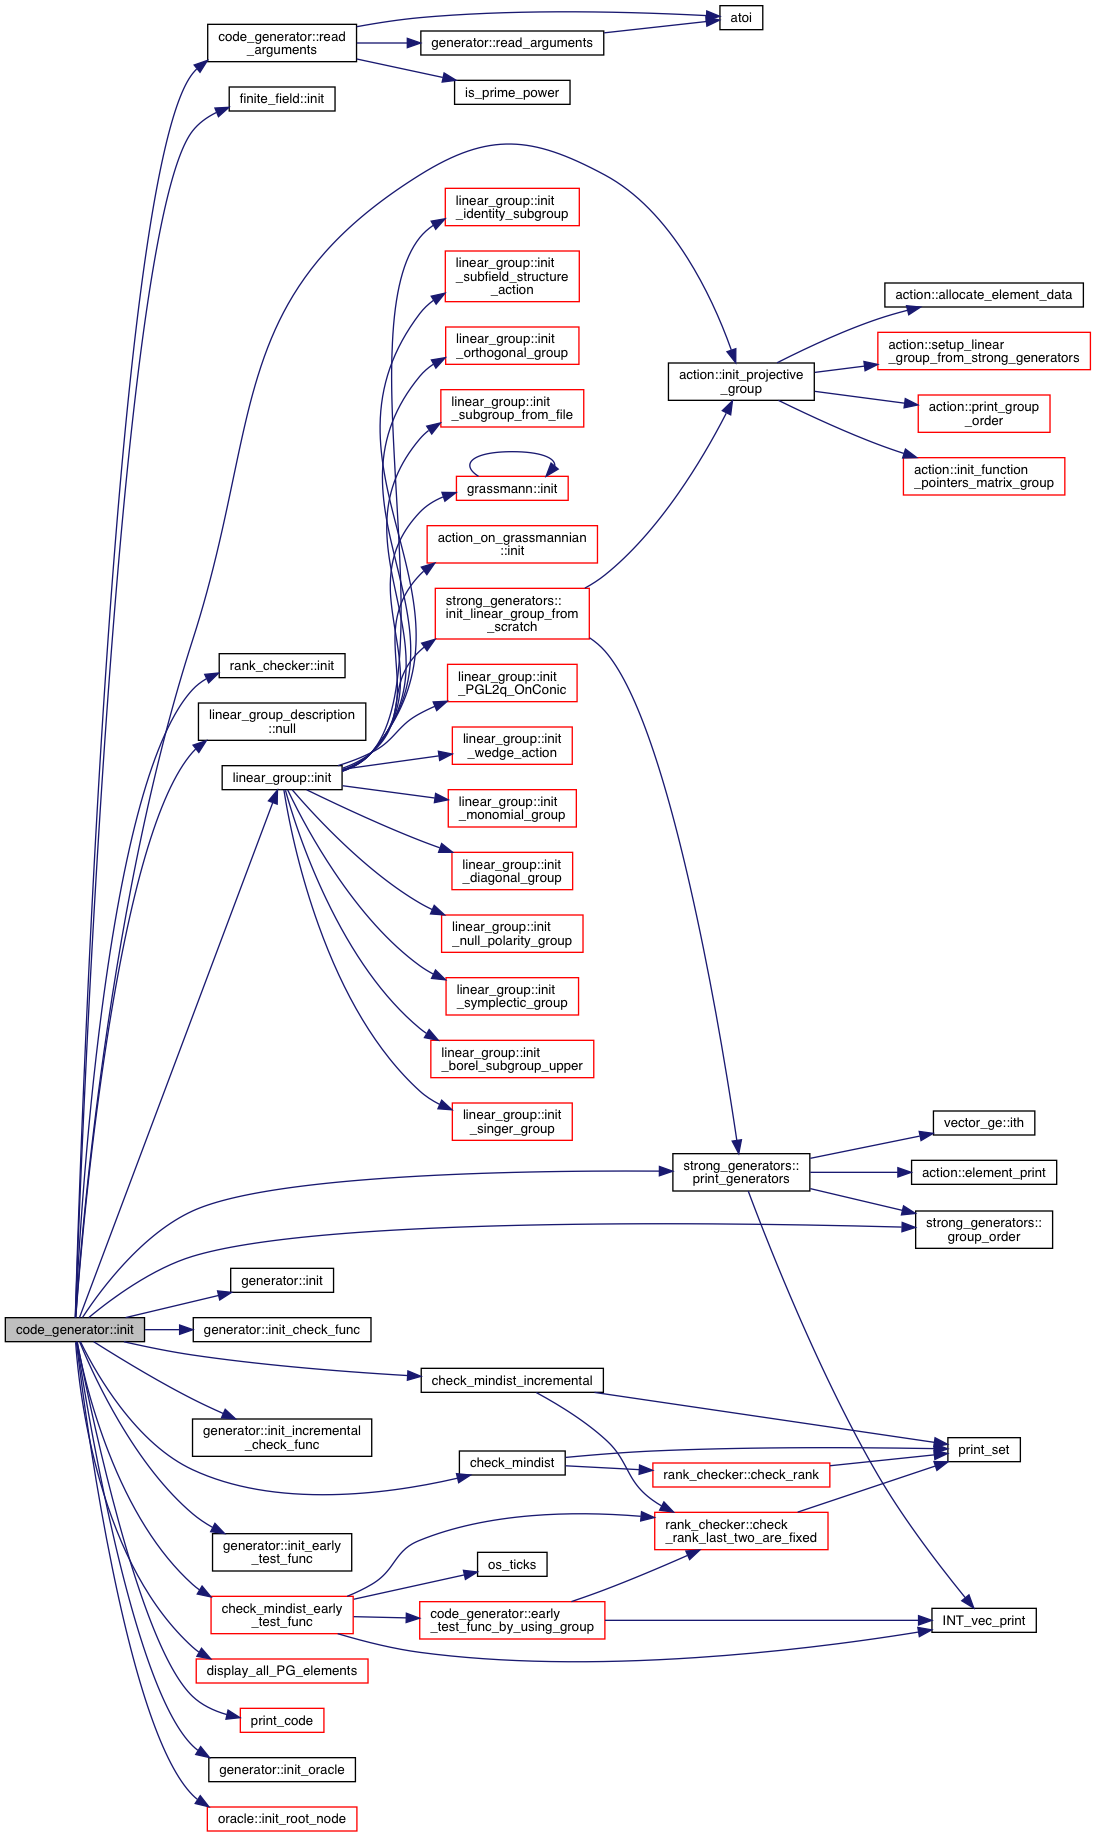 code_generator::read
_arguments
atoi
generator::read_arguments
is_prime_power
finite_field::init
linear_group::init
_identity_subgroup
linear_group::init
_subfield_structure
_action
linear_group::init
_orthogonal_group
linear_group::init
_subgroup_from_file
grassmann::init
action_on_grassmannian
::init
strong_generators::
init_linear_group_from
_scratch
action::init_projective
_group
action::allocate_element_data
action::setup_linear
_group_from_strong_generators
action::print_group
_order
action::init_function
_pointers_matrix_group
rank_checker::init
linear_group_description
::null
linear_group::init
linear_group::init
_PGL2q_OnConic
linear_group::init
_wedge_action
linear_group::init
_monomial_group
linear_group::init
_diagonal_group
linear_group::init
_null_polarity_group
linear_group::init
_symplectic_group
linear_group::init
_borel_subgroup_upper
linear_group::init
_singer_group
strong_generators::
print_generators
vector_ge::ith
action::element_print
strong_generators::
group_order
generator::init
code_generator::init
generator::init_check_func
check_mindist_incremental
generator::init_incremental
_check_func
check_mindist
print_set
rank_checker::check_rank
rank_checker::check
_rank_last_two_are_fixed
generator::init_early
_test_func
os_ticks
check_mindist_early
_test_func
code_generator::early
_test_func_by_using_group
INT_vec_print
display_all_PG_elements
print_code
generator::init_oracle
oracle::init_root_node